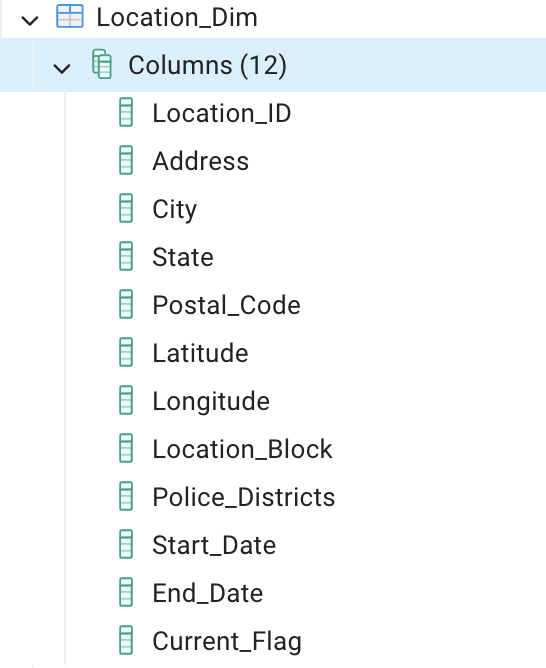 Location_Dim
Columns (12)
Location_ID
Address
City
State
Postal_Code
Latitude
Longitude
Location_Block
Police_Districts
Start_Date
End_Date
Current_Flag